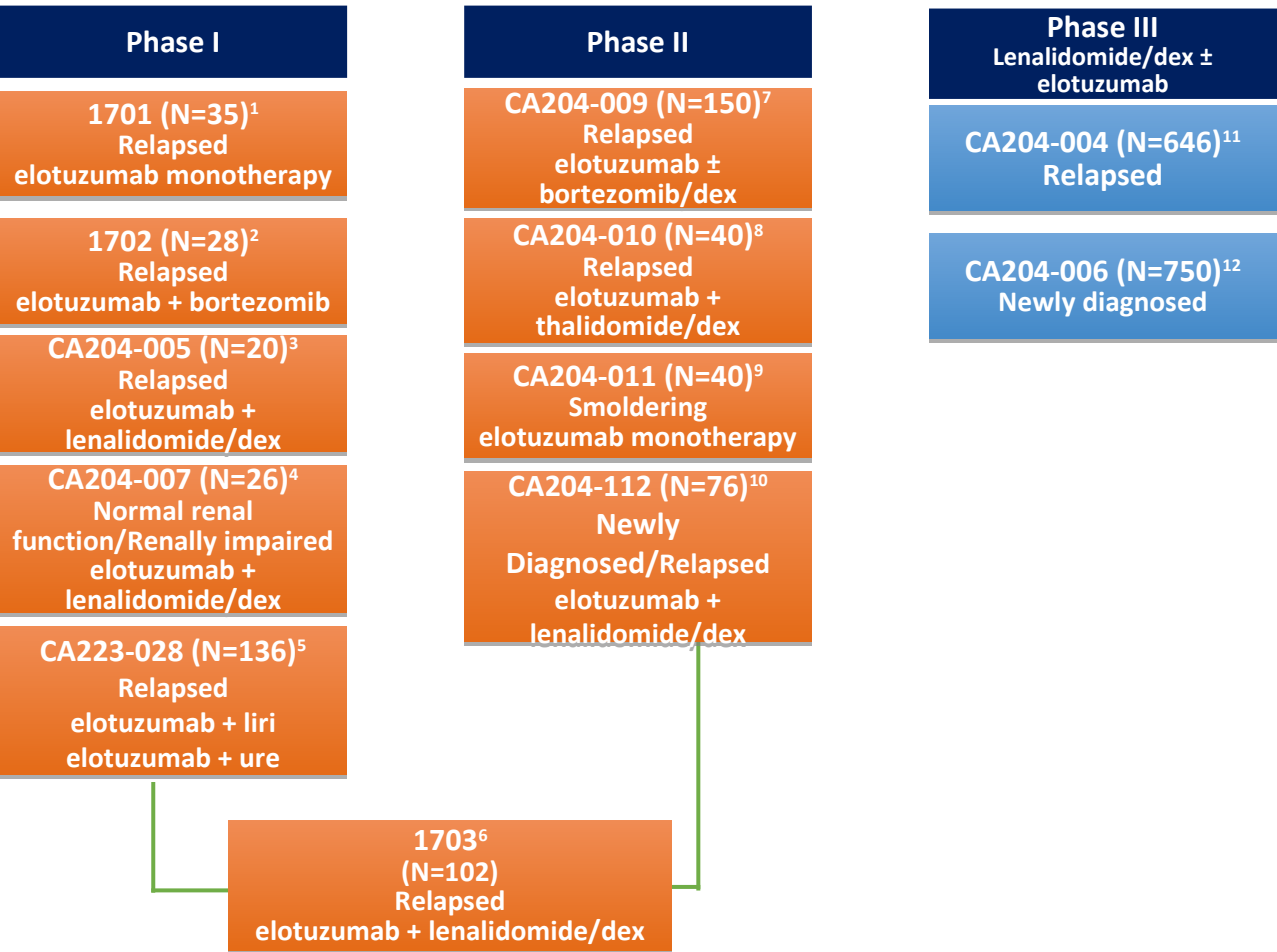 Phase I
1701 (N=35)¹
Relapsed
elotuzumab monotherapy
1702 (N=28)²
Relapsed
elotuzumab + bortezomib
CA204-005 (N=20)³
Relapsed
elotuzumab +
lenalidomide/dex
CA204-007 (N=26)⁴
Normal renal
function/Renally impaired
elotuzumab +
lenalidomide/dex
CA223-028 (N=136)⁵
Relapsed
elotuzumab + liri
elotuzumab + ure
Phase II
CA204-009 (N=150)⁷
Relapsed
elotuzumab ±
bortezomib/dex
CA204-010 (N=40)⁸
Relapsed
elotuzumab +
thalidomide/dex
CA204-011 (N=40)⁹
Smoldering
elotuzumab monotherapy
CA204-112 (N=76)¹⁰
Newly
Diagnosed/Relapsed
elotuzumab +
lenalidomide/dex
1703⁶
(N=102)
Relapsed
elotuzumab + lenalidomide/dex
Phase III
Lenalidomide/dex ±
elotuzumab
CA204-004 (N=646)¹¹
Relapsed
CA204-006 (N=750)¹²
Newly diagnosed